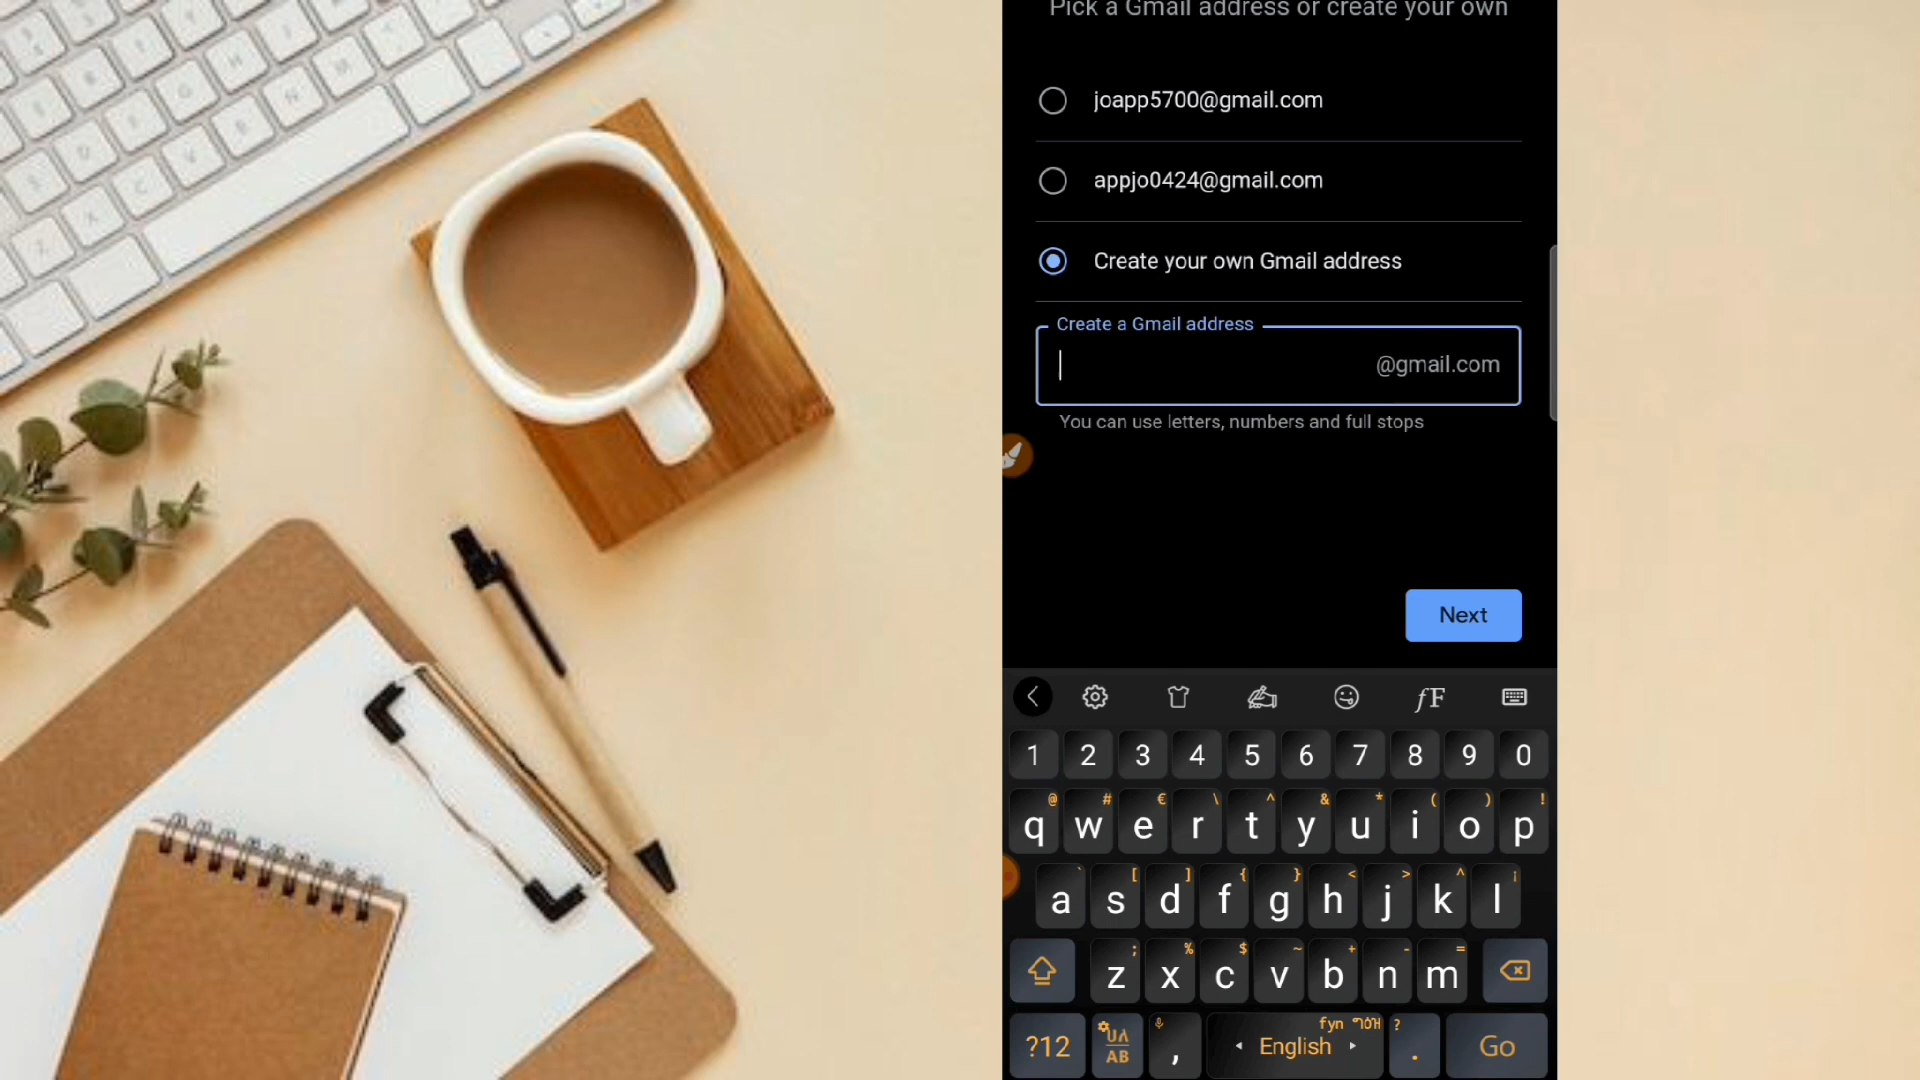 Pick a Gmail address or create your own
joapp5700@gmail.com
appjo0424@gmail.com
Create your own Gmail address
Create a Gmail address
@gmail.com
You can use letters, numbers and full stops
Next
fF
1 2 3 4 5 6 7 8 9 0
@ # € \ ^ & * ( ) !
q w e r t y u i o p
` [ ] { } < > ^ ¡
a s d f g h j k l
; % $ ~ + - =
z x c v b n m
?12
AB
,
English
?
.
Go